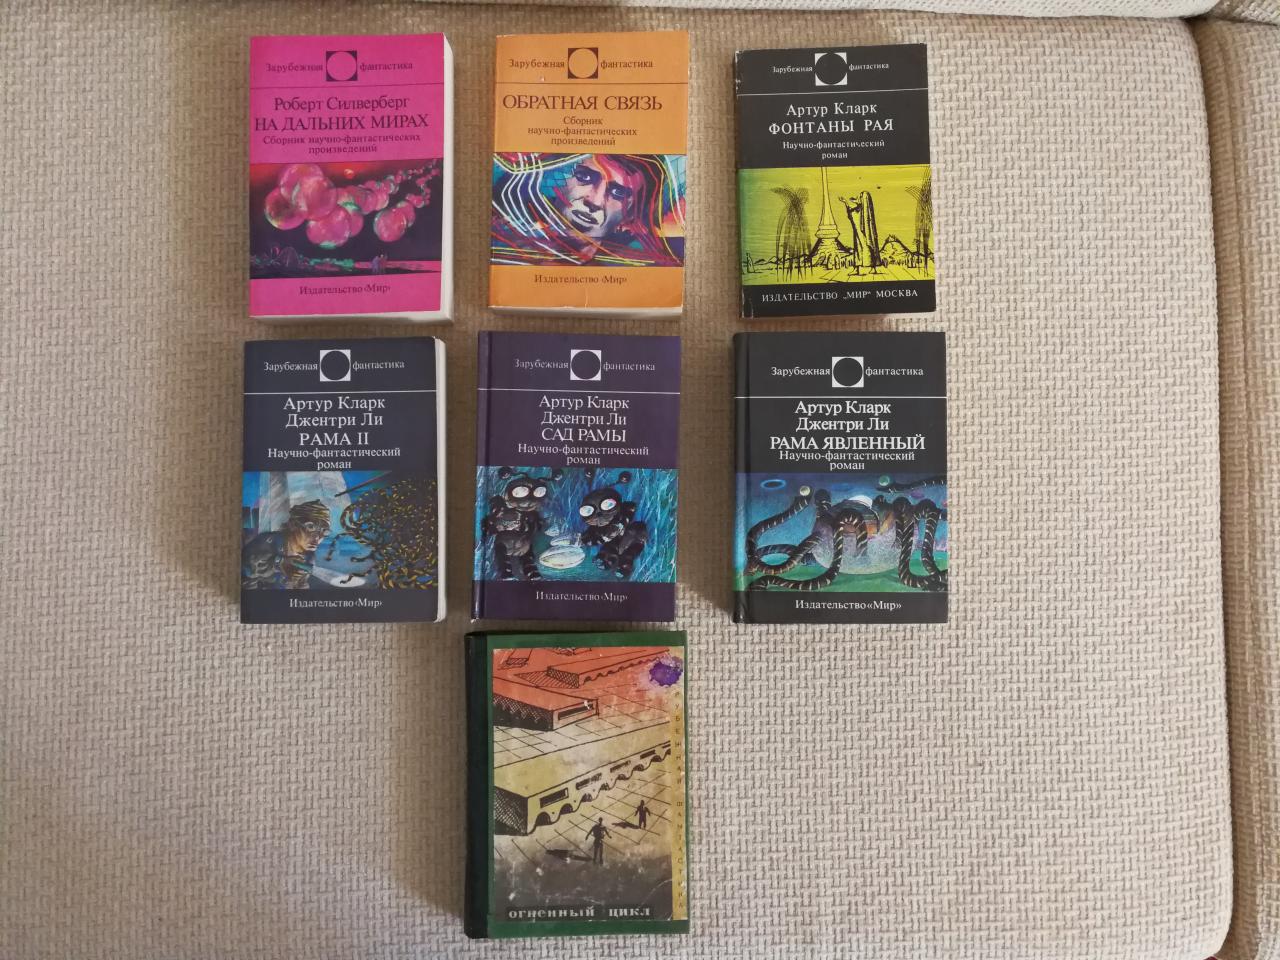 Зарубежная фантастика
Роберт Силверберг
НА ДАЛЬНИХ МИРАХ
Сборник научно-фантастических
произведений
Издательство «Мир»
Зарубежная фантастика
ОБРАТНАЯ СВЯЗЬ
Сборник
научно-фантастических
произведений
Издательство «Мир»
Зарубежная фантастика
Артур Кларк
ФОНТАНЫ РАЯ
Научно-фантастический
роман
ИЗДАТЕЛЬСТВО „МИР" МОСКВА
Зарубежная фантастика
Артур Кларк
Джентри Ли
РАМА II
Научно-фантастический
роман
Издательство «Мир»
Зарубежная фантастика
Артур Кларк
Джентри Ли
САД РАМЫ
Научно-фантастический
роман
Издательство «Мир»
Зарубежная фантастика
Артур Кларк
Джентри Ли
РАМА ЯВЛЕННЫЙ
Научно-фантастический
роман
Издательство «Мир»
ЗАРУБЕЖНАЯ ФАНТАСТИКА
огненный цикл